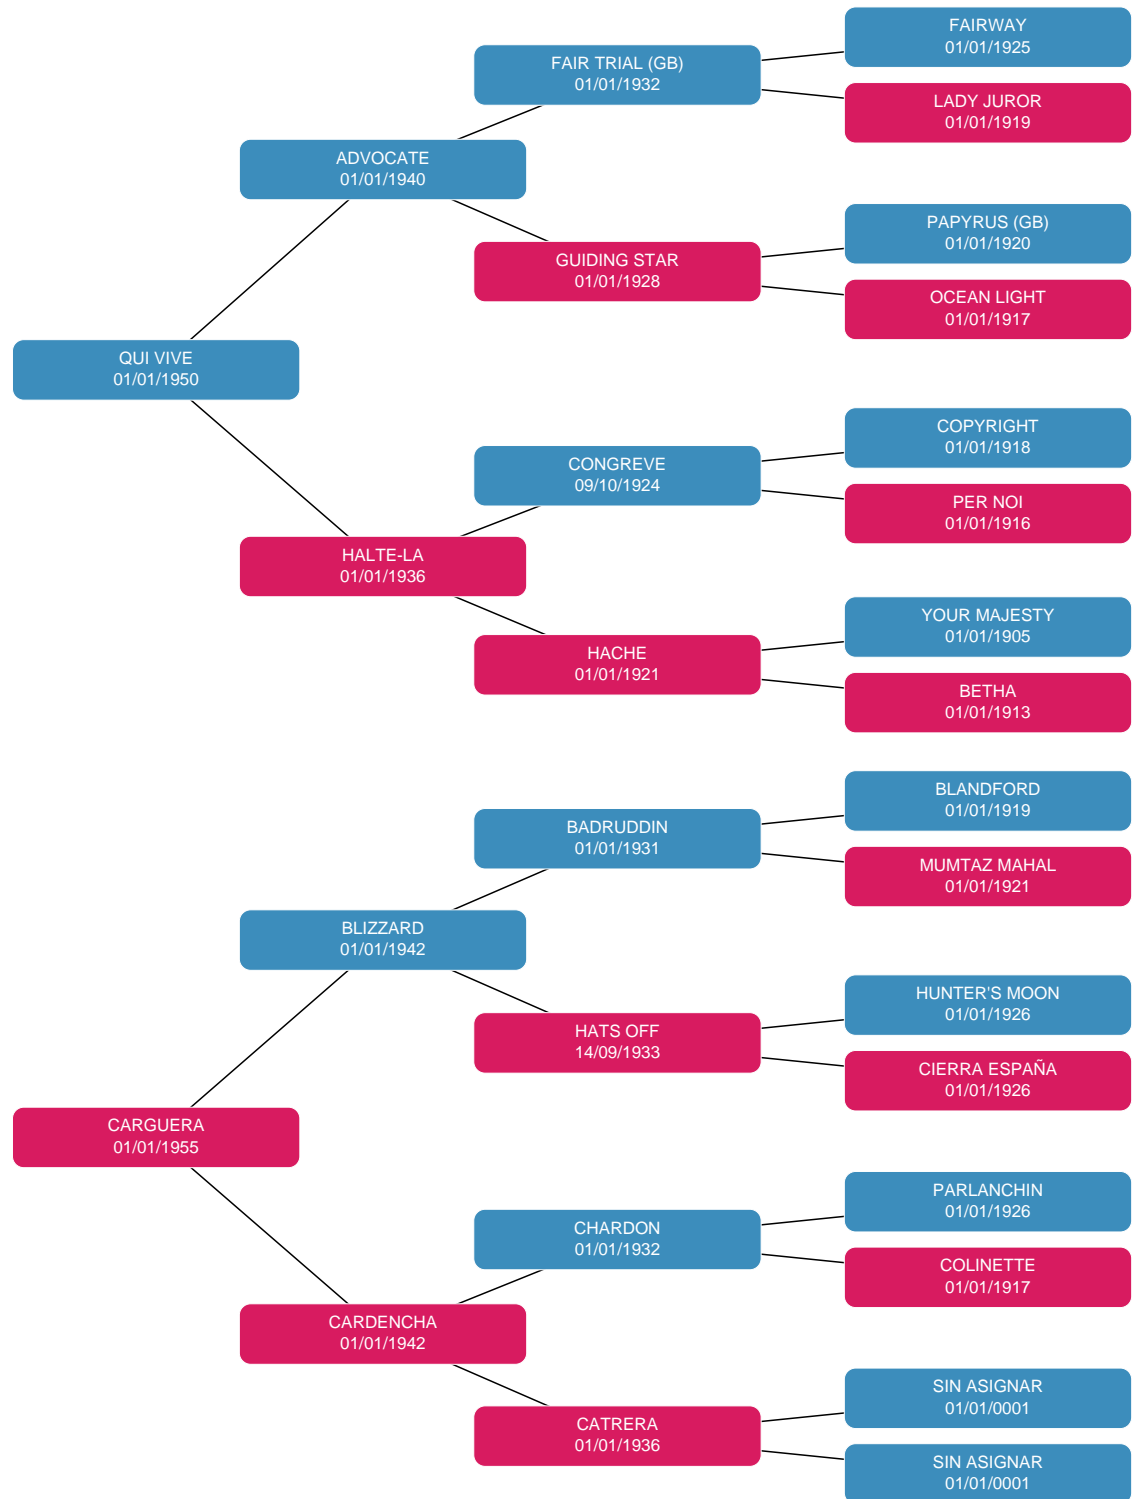 FAIRWAY
01/01/1925
FAIR TRIAL (GB)
01/01/1932
LADY JUROR
01/01/1919
ADVOCATE
01/01/1940
PAPYRUS (GB)
01/01/1920
GUIDING STAR
01/01/1928
OCEAN LIGHT
01/01/1917
QUI VIVE
01/01/1950
COPYRIGHT
01/01/1918
CONGREVE
09/10/1924
PER NOI
01/01/1916
HALTE-LA
01/01/1936
YOUR MAJESTY
01/01/1905
HACHE
01/01/1921
BETHA
01/01/1913
BLANDFORD
01/01/1919
BADRUDDIN
01/01/1931
MUMTAZ MAHAL
01/01/1921
BLIZZARD
01/01/1942
HUNTER'S MOON
01/01/1926
HATS OFF
14/09/1933
CIERRA ESPAÑA
01/01/1926
CARGUERA
01/01/1955
PARLANCHIN
01/01/1926
CHARDON
01/01/1932
COLINETTE
01/01/1917
CARDENCHA
01/01/1942
SIN ASIGNAR
01/01/0001
CATRERA
01/01/1936
SIN ASIGNAR
01/01/0001